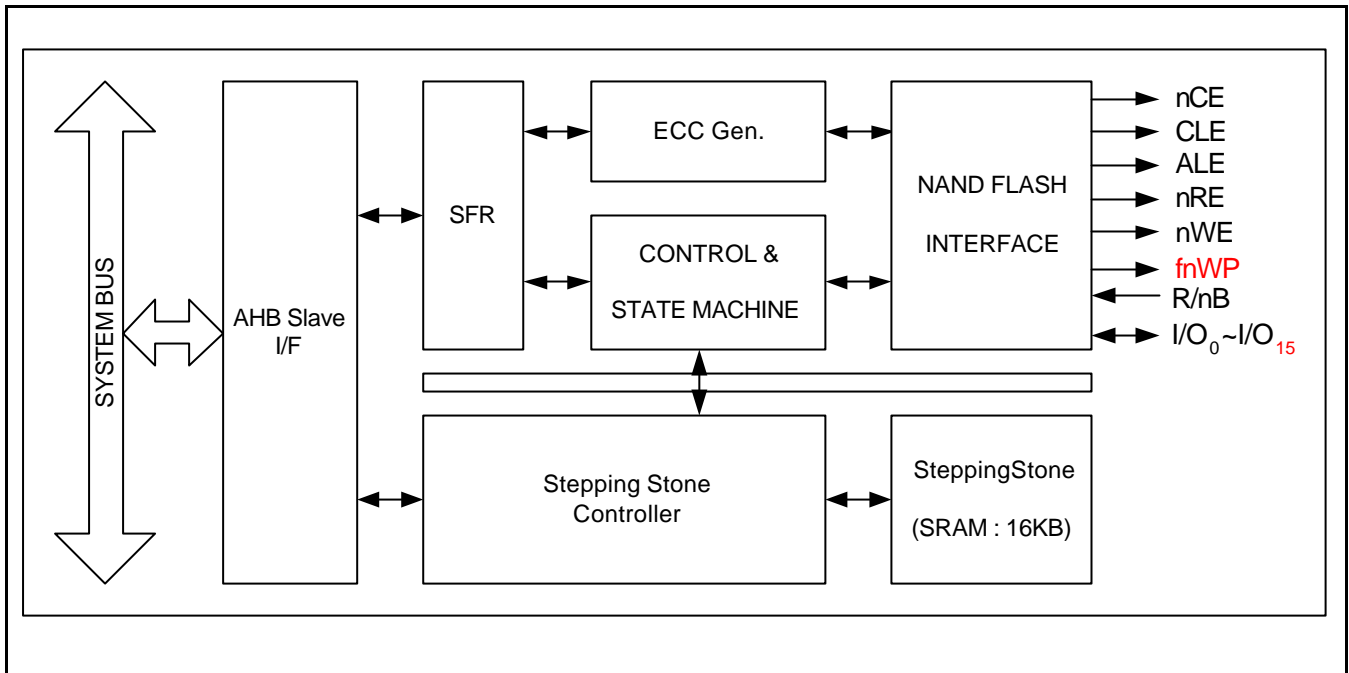 SYSTEM BUS
AHB Slave
I/F
SFR
ECC Gen.
CONTROL &
STATE MACHINE
NAND FLASH
INTERFACE
nCE
CLE
ALE
nRE
nWE
fnWP
R/nB
I/O0~I/O15
Stepping Stone
Controller
SteppingStone
(SRAM : 16KB)